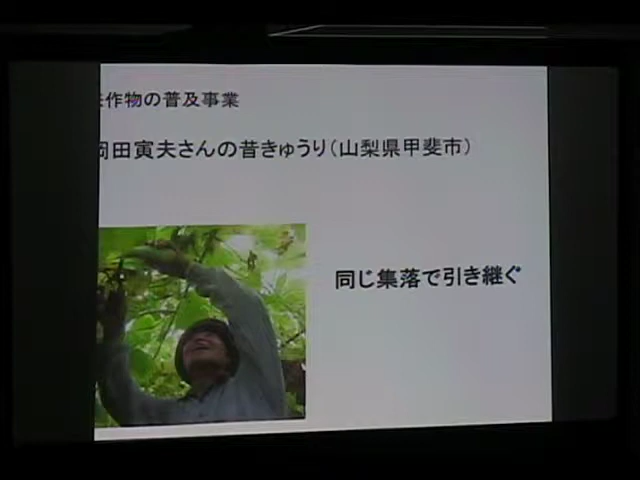 作物の普及事業
岡田寅夫さんの昔きゅうり（山梨県甲斐市）
同じ集落で引き継ぐ